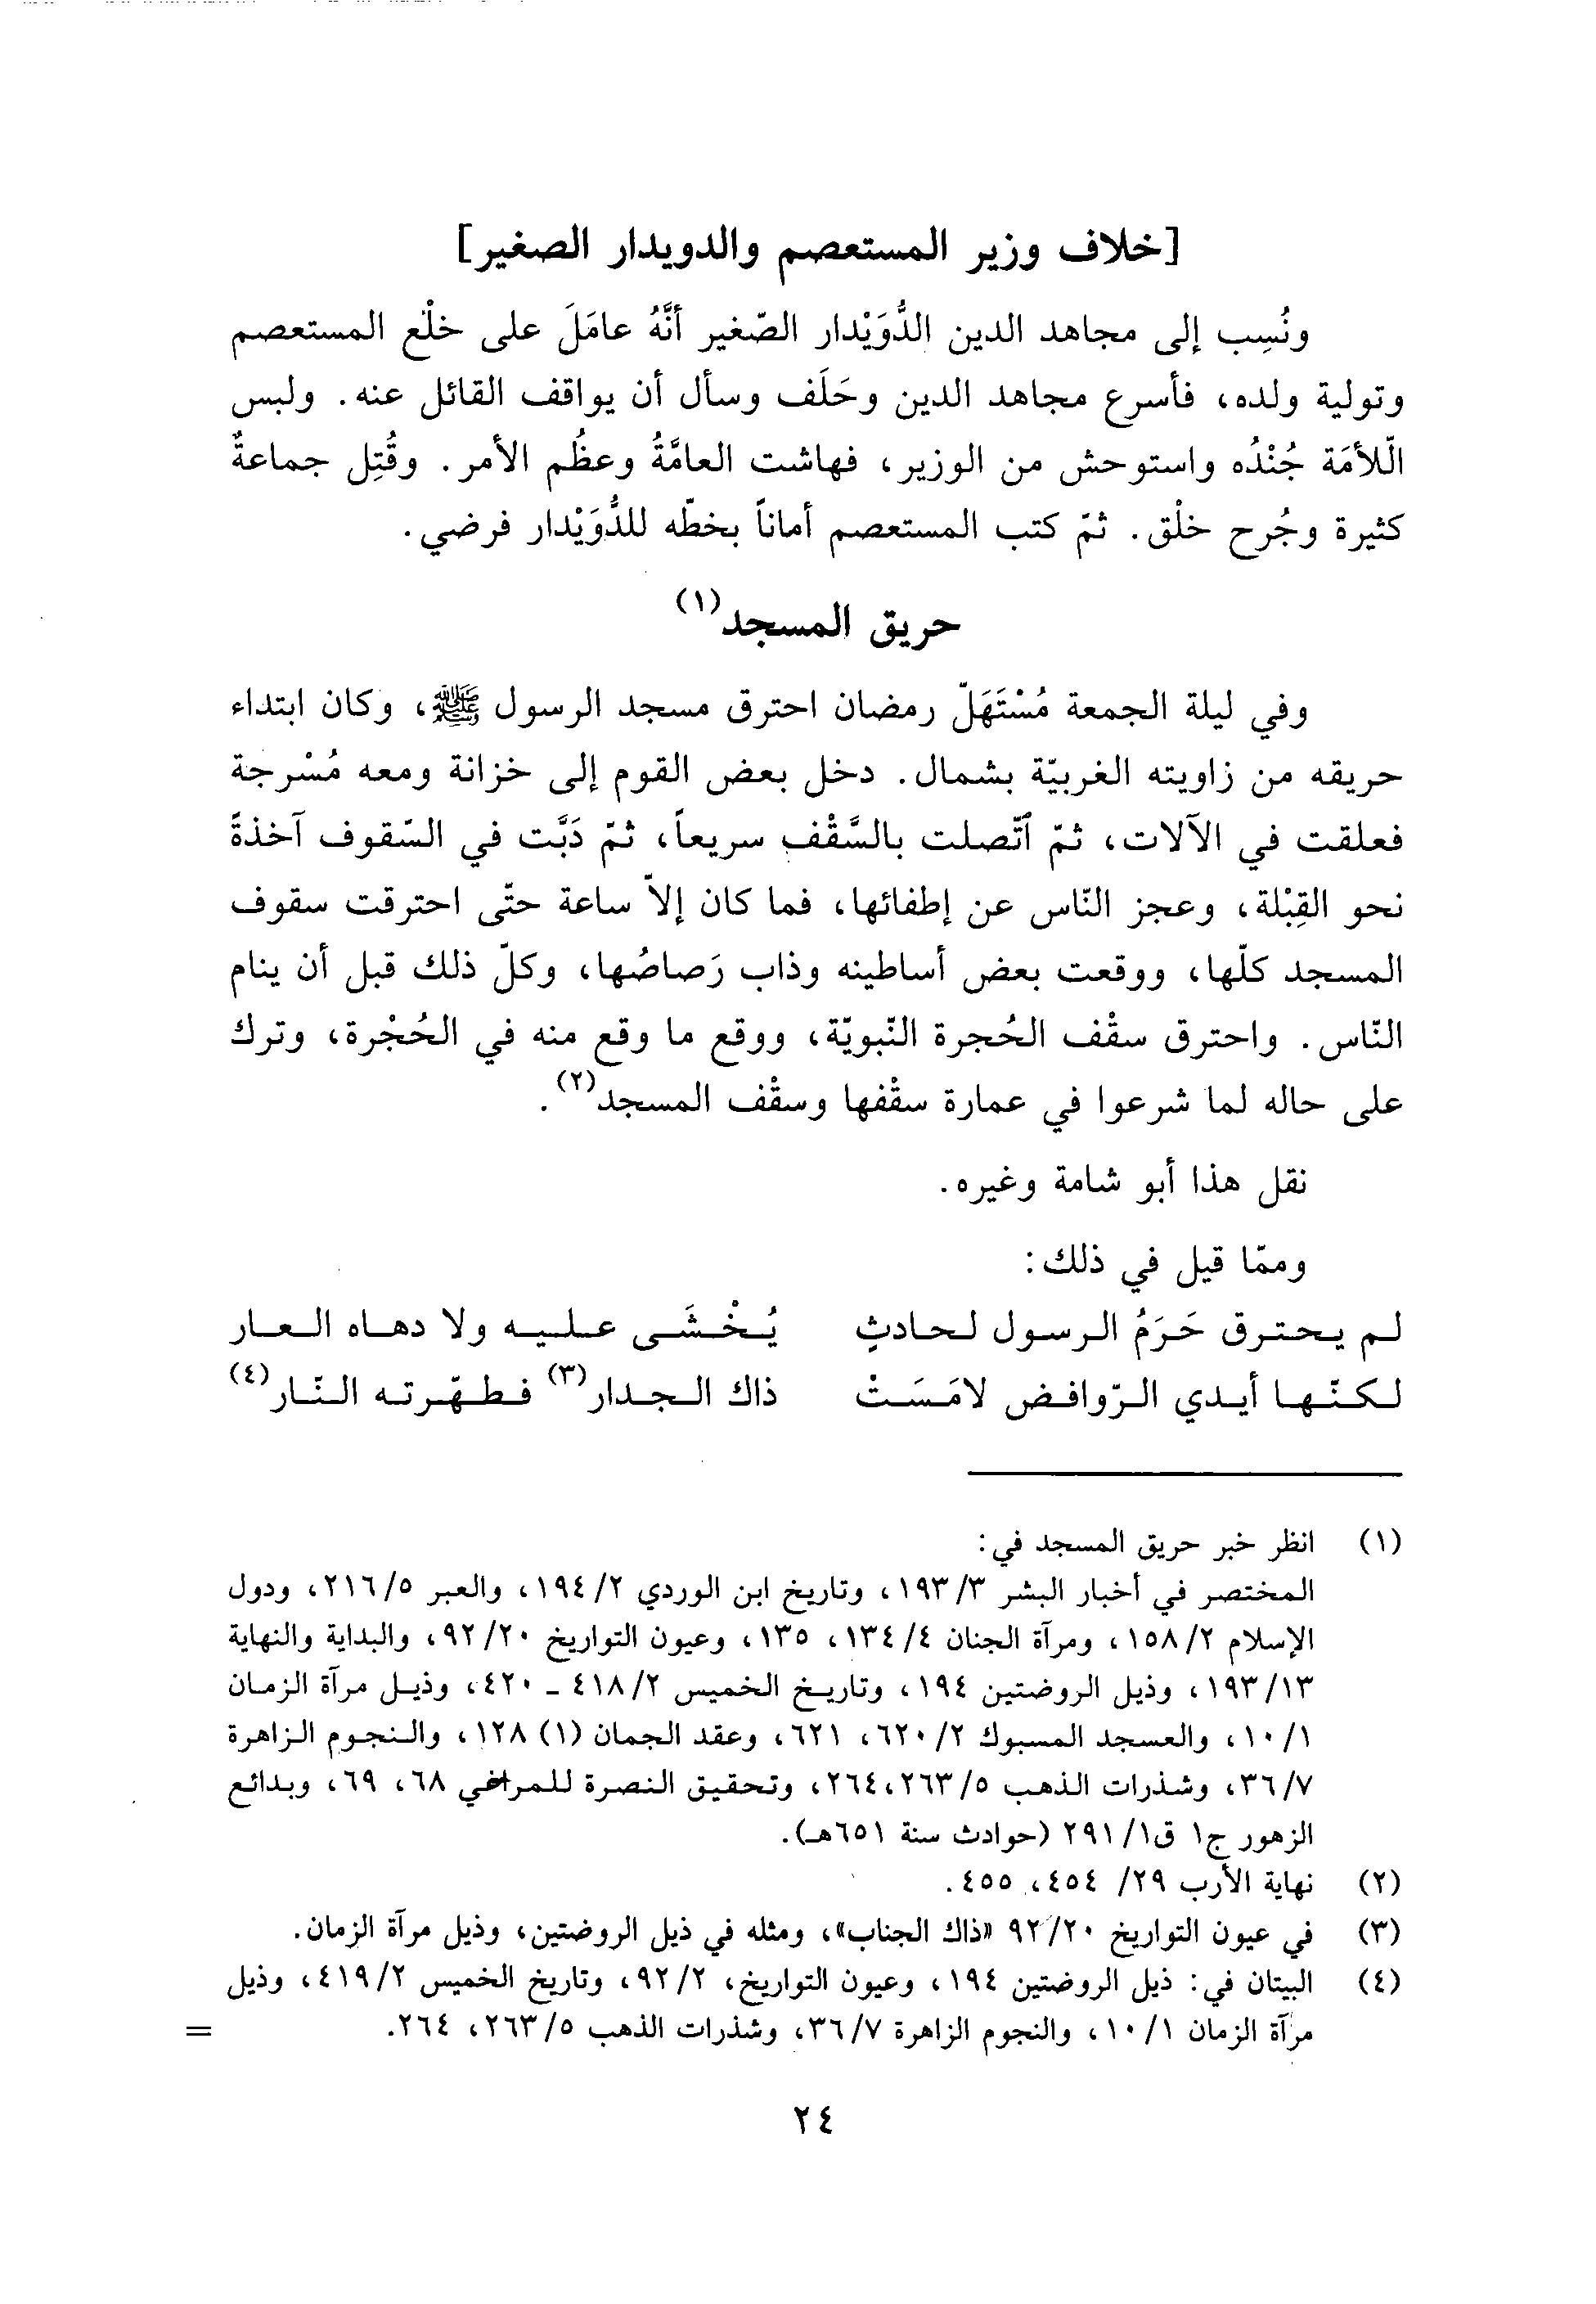 [خلاف وزير المستعصم والدويدار الصغير]
ونُسِب إلى مجاهد الدين الدُّوَيْدار الصّغير أنَّهُ عامَلَ على خلْع المستعصم
وتولية ولده، فأسرع مجاهد الدين وحَلَف وسأل أن يواقف القائل عنه. ولبس
الّلأمَة جُنْدُه واستوحش من الوزير، فهاشت العامَّةُ وعظُم الأمر. وقُتِل جماعةٌ
كثيرة وجُرح خلْق. ثمّ كتب المستعصم أماناً بخطّه للدُّوَيْدار فرضي.
حريق المسجد(١)
وفي ليلة الجمعة مُسْتَهَلّ رمضان احترق مسجد الرسول ﷺ، وكان ابتداء
حريقه من زاويته الغربيّة بشمال. دخل بعض القوم إلى خزانة ومعه مُسْرجة
فعلقت في الآلات، ثمّ ٱتّصلت بالسَّقْف سريعاً، ثمّ دَبَّت في السّقوف آخذةً
نحو القِبْلة، وعجز النّاس عن إطفائها، فما كان إلاّ ساعة حتّى احترقت سقوف
المسجد كلّها، ووقعت بعض أساطينه وذاب رَصاصُها، وكلّ ذلك قبل أن ينام
النّاس. واحترق سقْف الحُجرة النّبويّة، ووقع ما وقع منه في الحُجْرة، وترك
على حاله لما شرعوا في عمارة سقْفها وسقْف المسجد(٢).
نقل هذا أبو شامة وغيره.
وممّا قيل في ذلك:
لم يحترق حَرَمُ الرسول لحادثٍ يُخْشَى عليه ولا دهاه العار
لكنّها أيدي الرّوافض لامَسَتْ ذاك الجدار(٣) فطهّرته النّار(٤)
(١) انظر خبر حريق المسجد في:
المختصر في أخبار البشر ١٩٣/٣، وتاريخ ابن الوردي ١٩٤/٢، والعبر ٢١٦/٥، ودول
الإسلام ١٥٨/٢، ومرآة الجنان ١٣٤/٤، ١٣٥، وعيون التواريخ ٩٢/٢٠، والبداية والنهاية
١٩٣/١٣، وذيل الروضتين ١٩٤، وتاريخ الخميس ٤١٨/٢ ـ ٤٢٠، وذيل مرآة الزمان
١٠/١، والعسجد المسبوك ٦٢٠/٢، ٦٢١، وعقد الجمان (١) ١٢٨، والنجوم الزاهرة
٣٦/٧، وشذرات الذهب ٢٦٣/٥، ٢٦٤، وتحقيق النصرة للمراغي ٦٨، ٦٩، وبدائع
الزهور ج١ ق٢٩١/١ (حوادث سنة ٦٥١هـ).
(٢) نهاية الأرب ٢٩/ ٤٥٤، ٤٥٥.
(٣) في عيون التواريخ ٩٢/٢٠ «ذاك الجناب»، ومثله في ذيل الروضتين، وذيل مرآة الزمان.
(٤) البيتان في: ذيل الروضتين ١٩٤، وعيون التواريخ، ٩٢/٢، وتاريخ الخميس ٤١٩/٢، وذيل
مرآة الزمان ١٠/١، والنجوم الزاهرة ٣٦/٧، وشذرات الذهب ٢٦٣/٥، ٢٦٤. =
٢٤